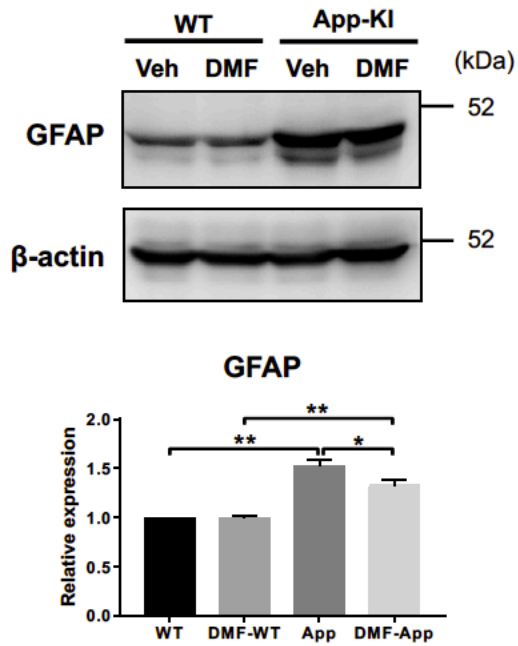 WT App-KI
Veh DMF Veh DMF (kDa)
GFAP 52
β-actin 52
GFAP
Relative expression
2.0
1.5
1.0
0.5
0.0
** ** *
WT DMF-WT App DMF-App